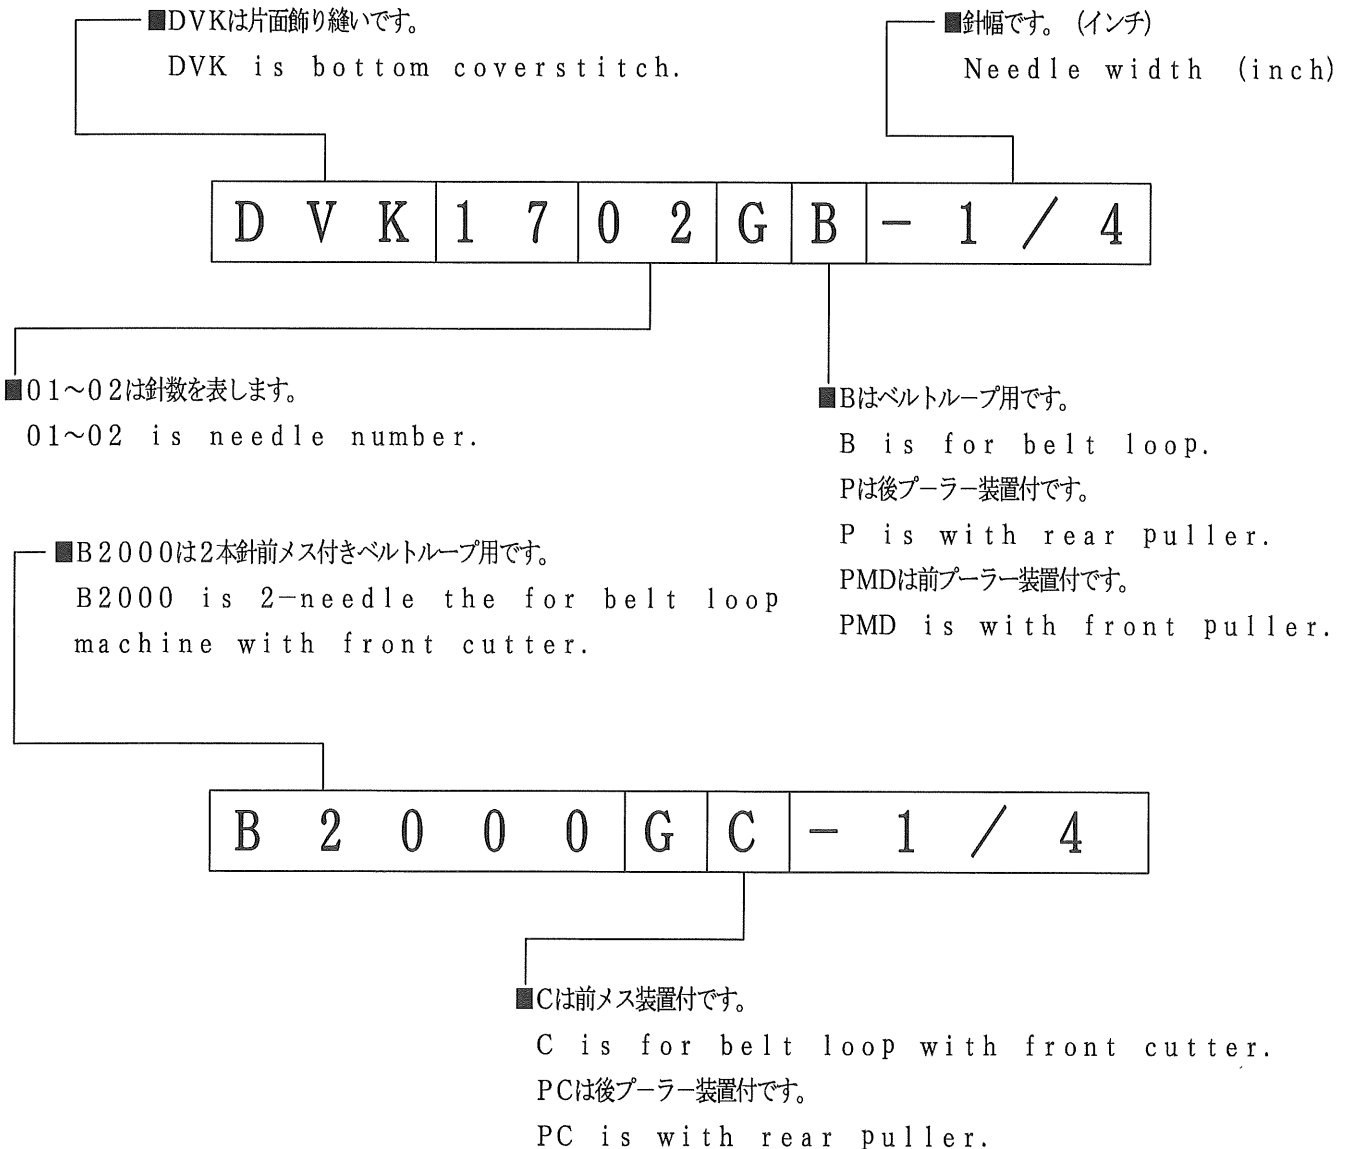 ■DVKは片面飾り縫いです。
DVK is bottom coverstitch.
■針幅です。(インチ)
Needle width (inch)
DVK1702GB-1/4
■01~02は針数を表します。
01~02 is needle number.
■Bはベルトループ用です。
B is for belt loop.
Pは後プーラー装置付です。
P is with rear puller.
PMDは前プーラー装置付です。
PMD is with front puller.
■B2000は2本針前メス付きベルトループ用です。
B2000 is 2-needle the for belt loop
machine with front cutter.
B2000GC-1/4
■Cは前メス装置付です。
C is for belt loop with front cutter.
PCは後プーラー装置付です。
PC is with rear puller.